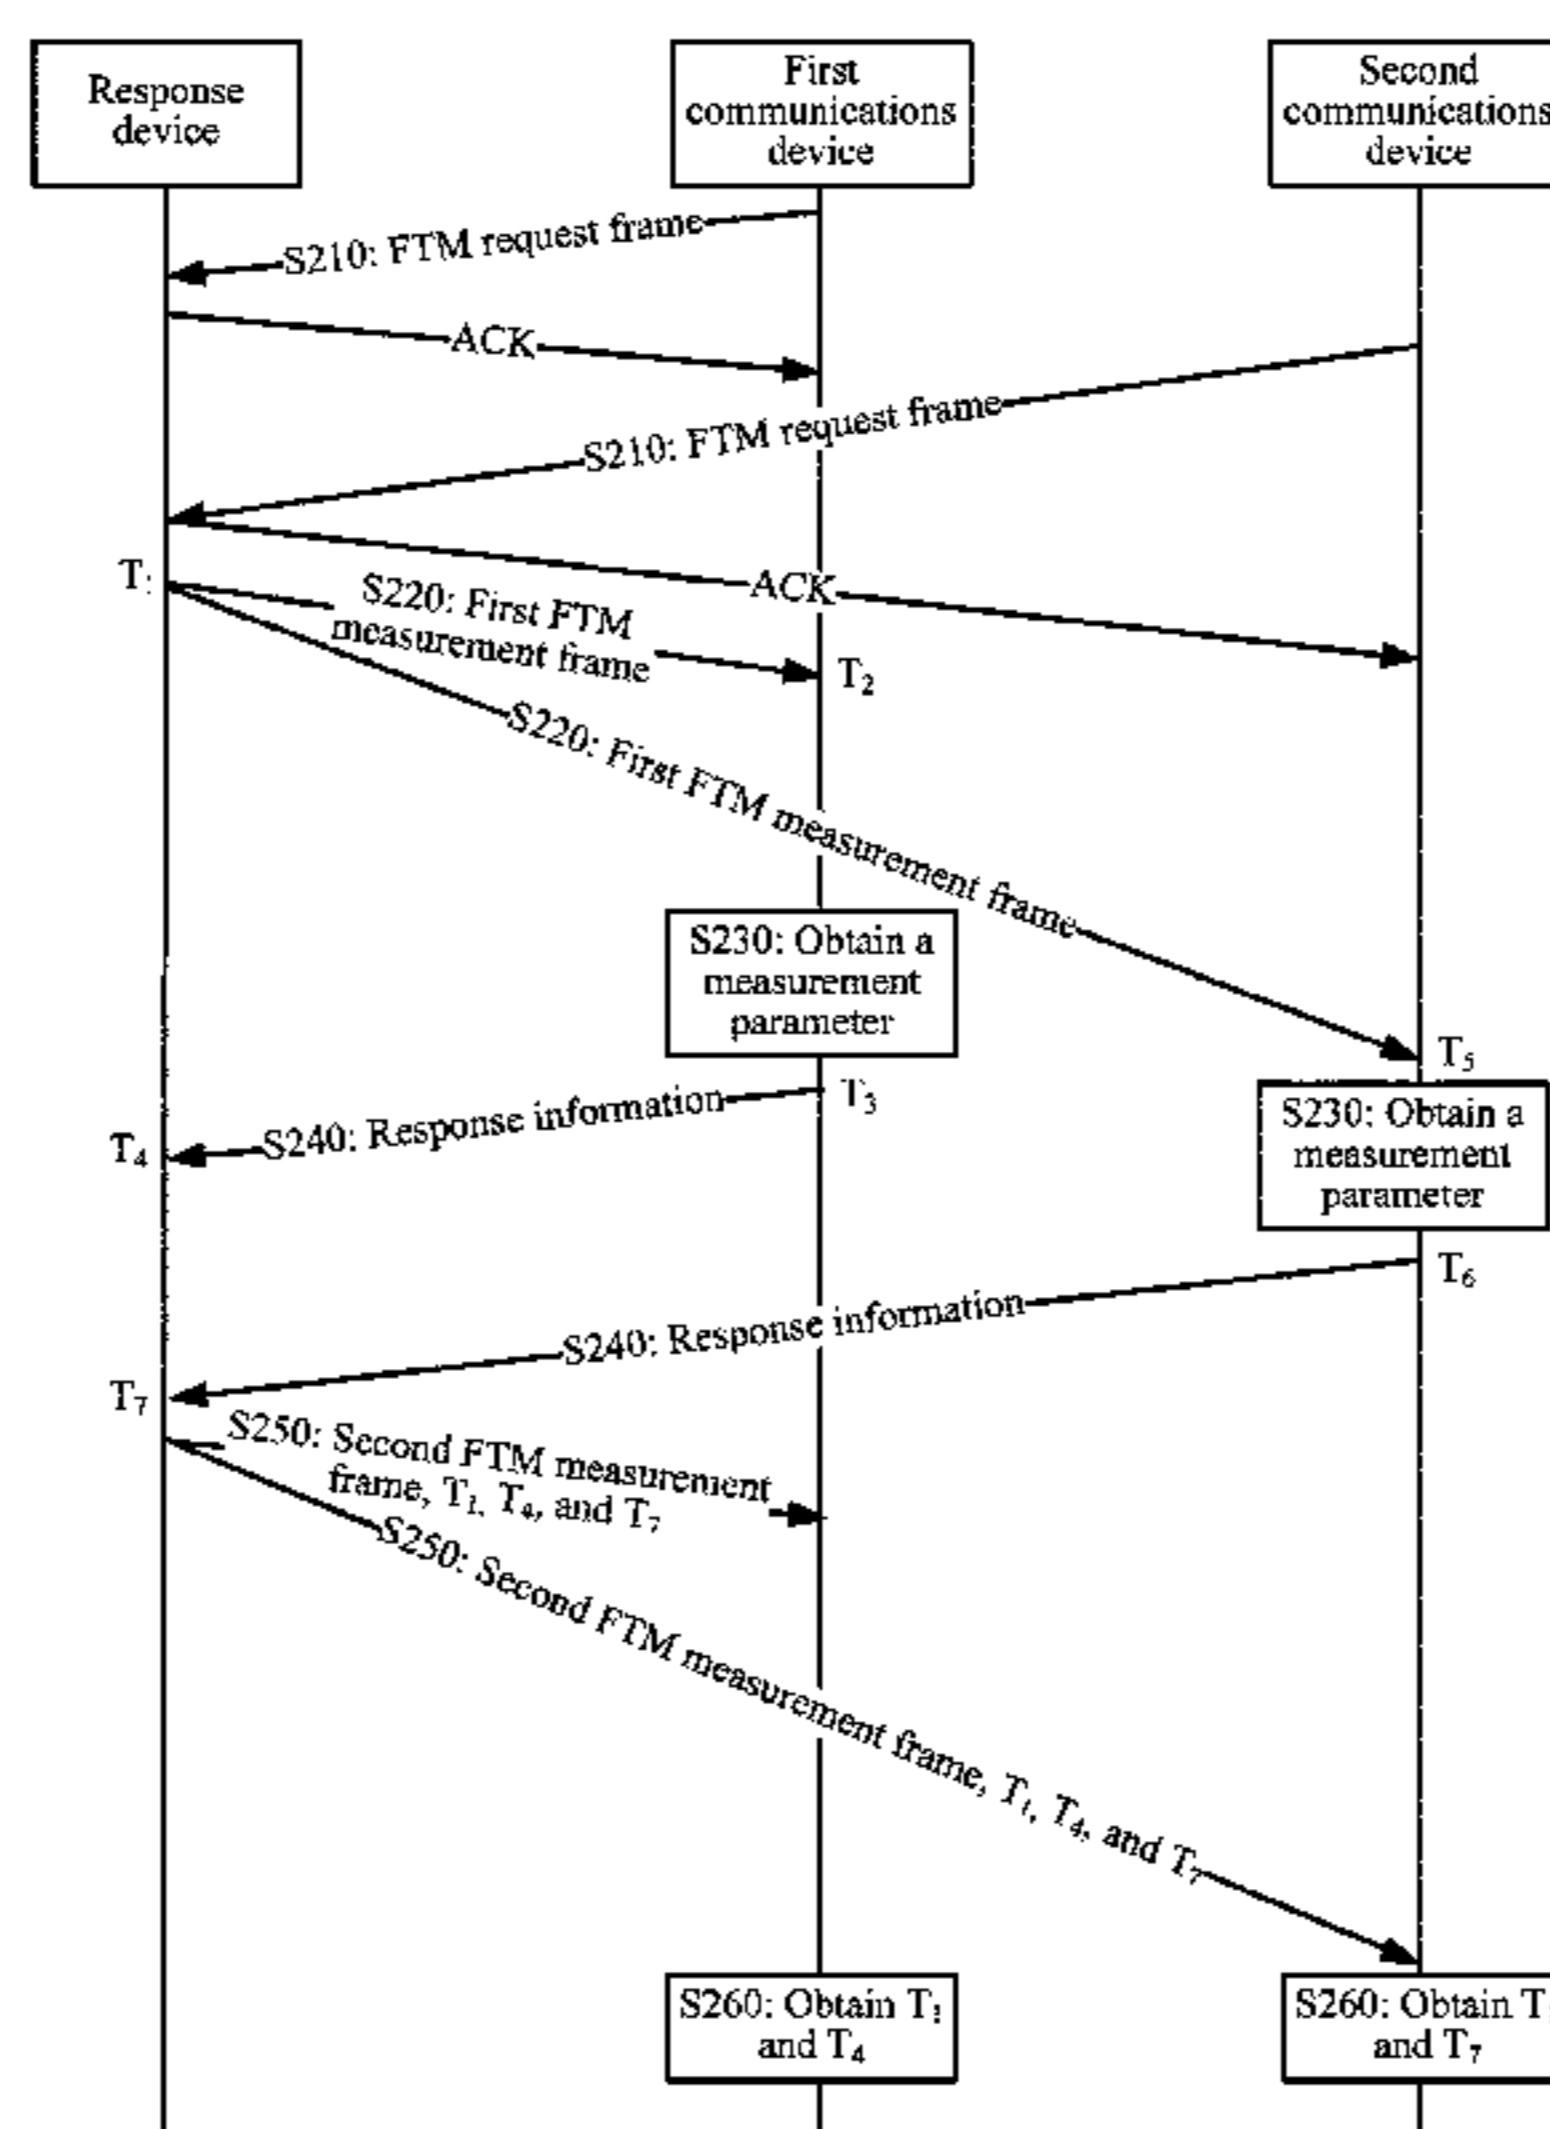 Response
device
First
communications
device
Second
communications
device
S210: FTM request frame
ACK
S210: FTM request frame
ACK
T₁
S220: First FTM
measurement frame
T₂
S220: First FTM measurement frame
S230: Obtain a
measurement
parameter
T₅
T₃
S240: Response information
T₄
S230: Obtain a
measurement
parameter
T₆
S240: Response information
T₇
S250: Second FTM measurement
frame, T₁, T₄, and T₇
S250: Second FTM measurement frame, T₁, T₄, and T₇
S260: Obtain T₁
and T₄
S260: Obtain T
and T₇